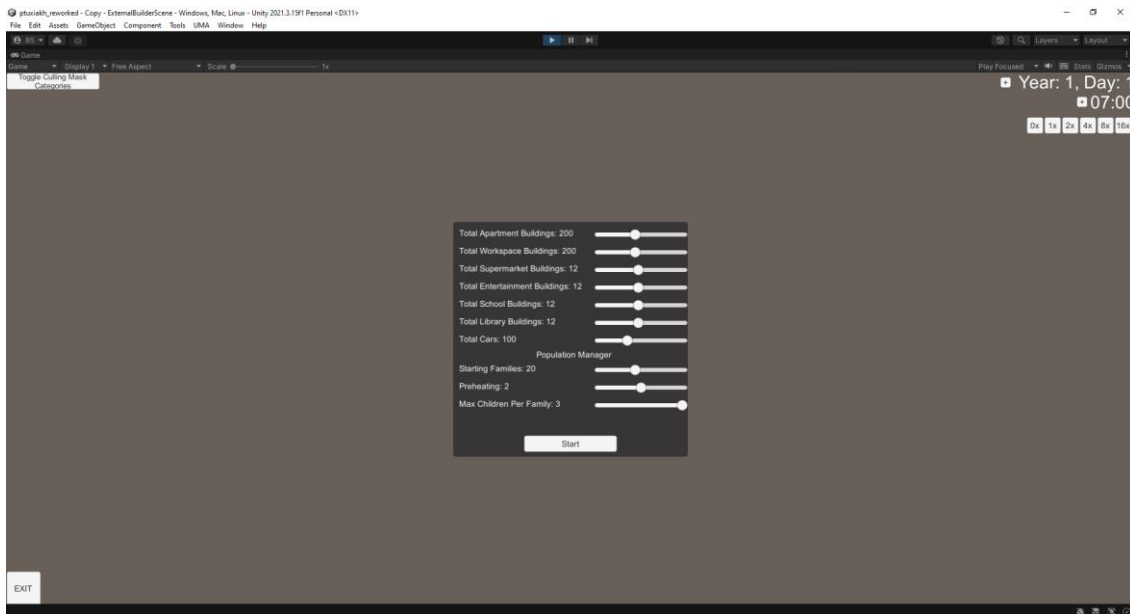 ptuxiakh_reworked - Copy - ExternalBuilderScene - Windows, Mac, Linux - Unity 2021.3.15f1 Personal <DX11>
File Edit Assets GameObject Component Tools UMA Window Help
Layers Layout
Game
Game Display 1 Free Aspect Scale 1x Play Focused Stats Gizmos
Toggle Culling Mask
Categories
Year: 1, Day: 1
07:00
0x 1x 2x 4x 8x 16x
Total Apartment Buildings: 200
Total Workspace Buildings: 200
Total Supermarket Buildings: 12
Total Entertainment Buildings: 12
Total School Buildings: 12
Total Library Buildings: 12
Total Cars: 100
Population Manager
Starting Families: 20
Preheating: 2
Max Children Per Family: 3
Start
EXIT